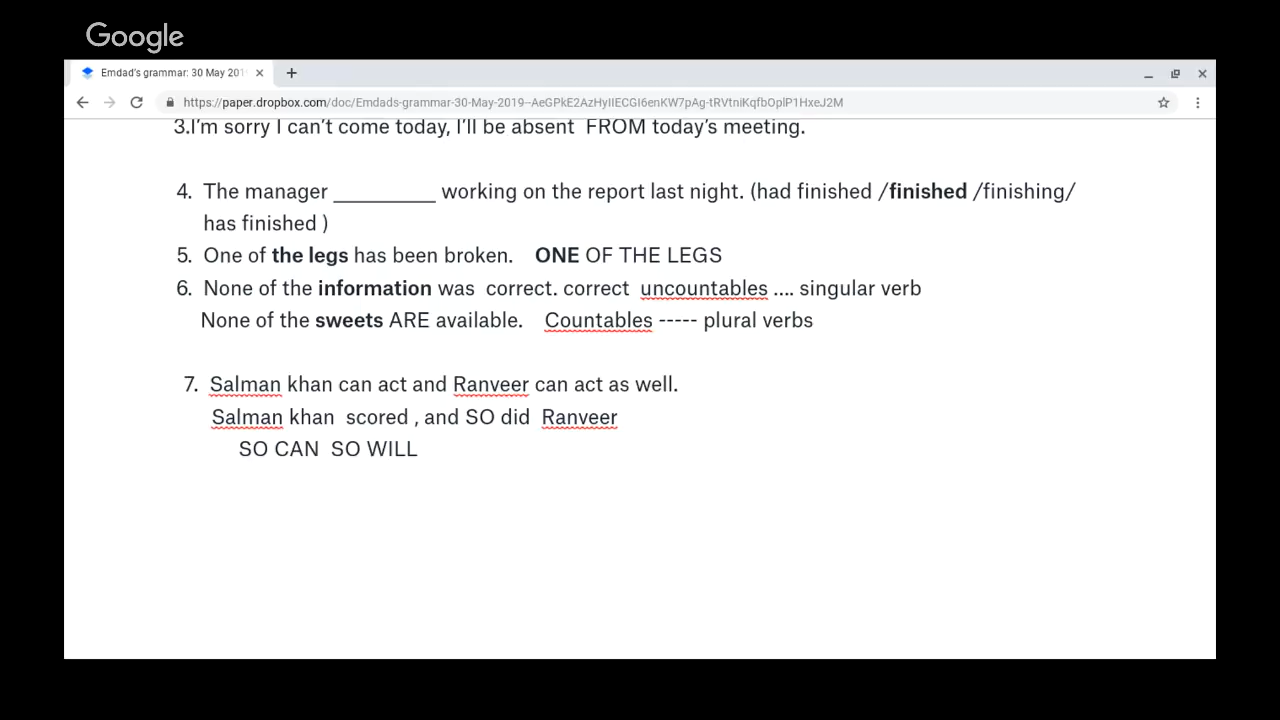 Google
Emdad's grammar: 30 May 201
https://paper.dropbox.com/doc/Emdads-grammar-30-May-2019--AeGPkE2AzHyIIECGI6enKW7pAg-tRVtniKqfbOplP1HxeJ2M
3.I'm sorry I can't come today, I'll be absent  FROM today's meeting.
4.  The manager __________ working on the report last night. (had finished /finished /finishing/
has finished )
5.  One of the legs has been broken.   ONE OF THE LEGS
6.  None of the information was  correct. correct  uncountables .... singular verb
None of the sweets ARE available.   Countables ----- plural verbs
7.  Salman khan can act and Ranveer can act as well.
Salman khan  scored , and SO did  Ranveer
SO CAN  SO WILL